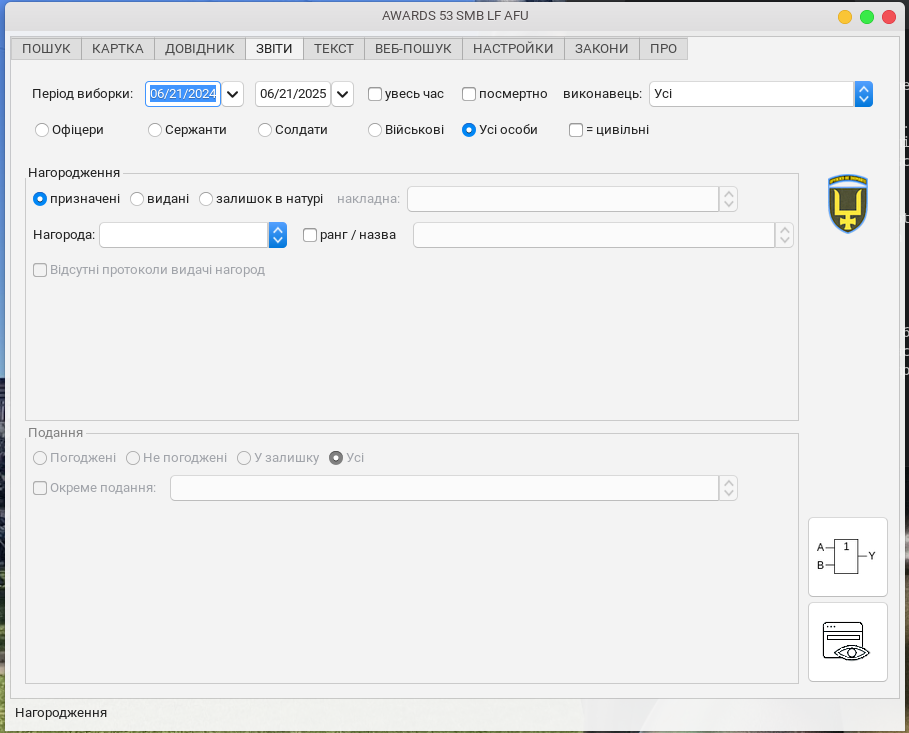 AWARDS 53 SMB LF AFU
ПОШУК КАРТКА ДОВІДНИК ЗВІТИ ТЕКСТ ВЕБ-ПОШУК НАСТРОЙКИ ЗАКОНИ ПРО
Період виборки: 06/21/2024 06/21/2025 увесь час посмертно виконавець: Усі
Офіцери Сержанти Солдати Військові Усі особи = цивільні
Нагородження
призначені видані залишок в натурі накладна:
Нагорода: ранг / назва
Відсутні протоколи видачі нагород
Подання
Погоджені Не погоджені У залишку Усі
Окреме подання:
A 1
Y
B
Нагородження